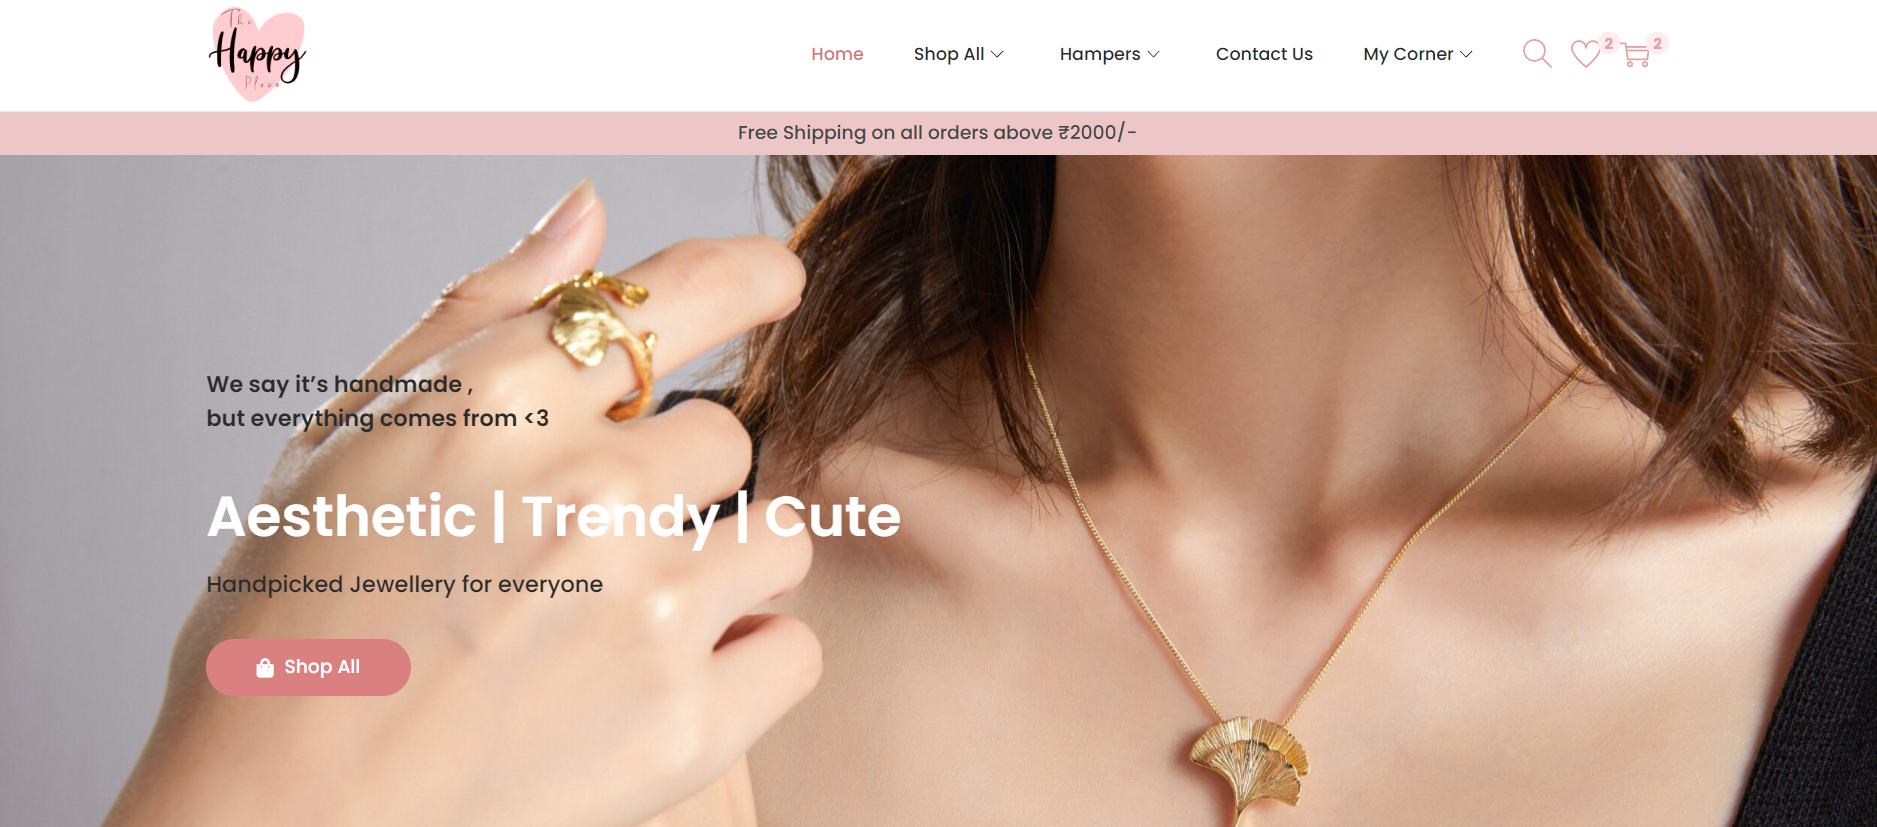 The
Happy
Place
Home
Shop All
Hampers
Contact Us
My Corner
2
2
Free Shipping on all orders above ₹2000/-
We say it’s handmade ,
but everything comes from <3
Aesthetic | Trendy | Cute
Handpicked Jewellery for everyone
Shop All